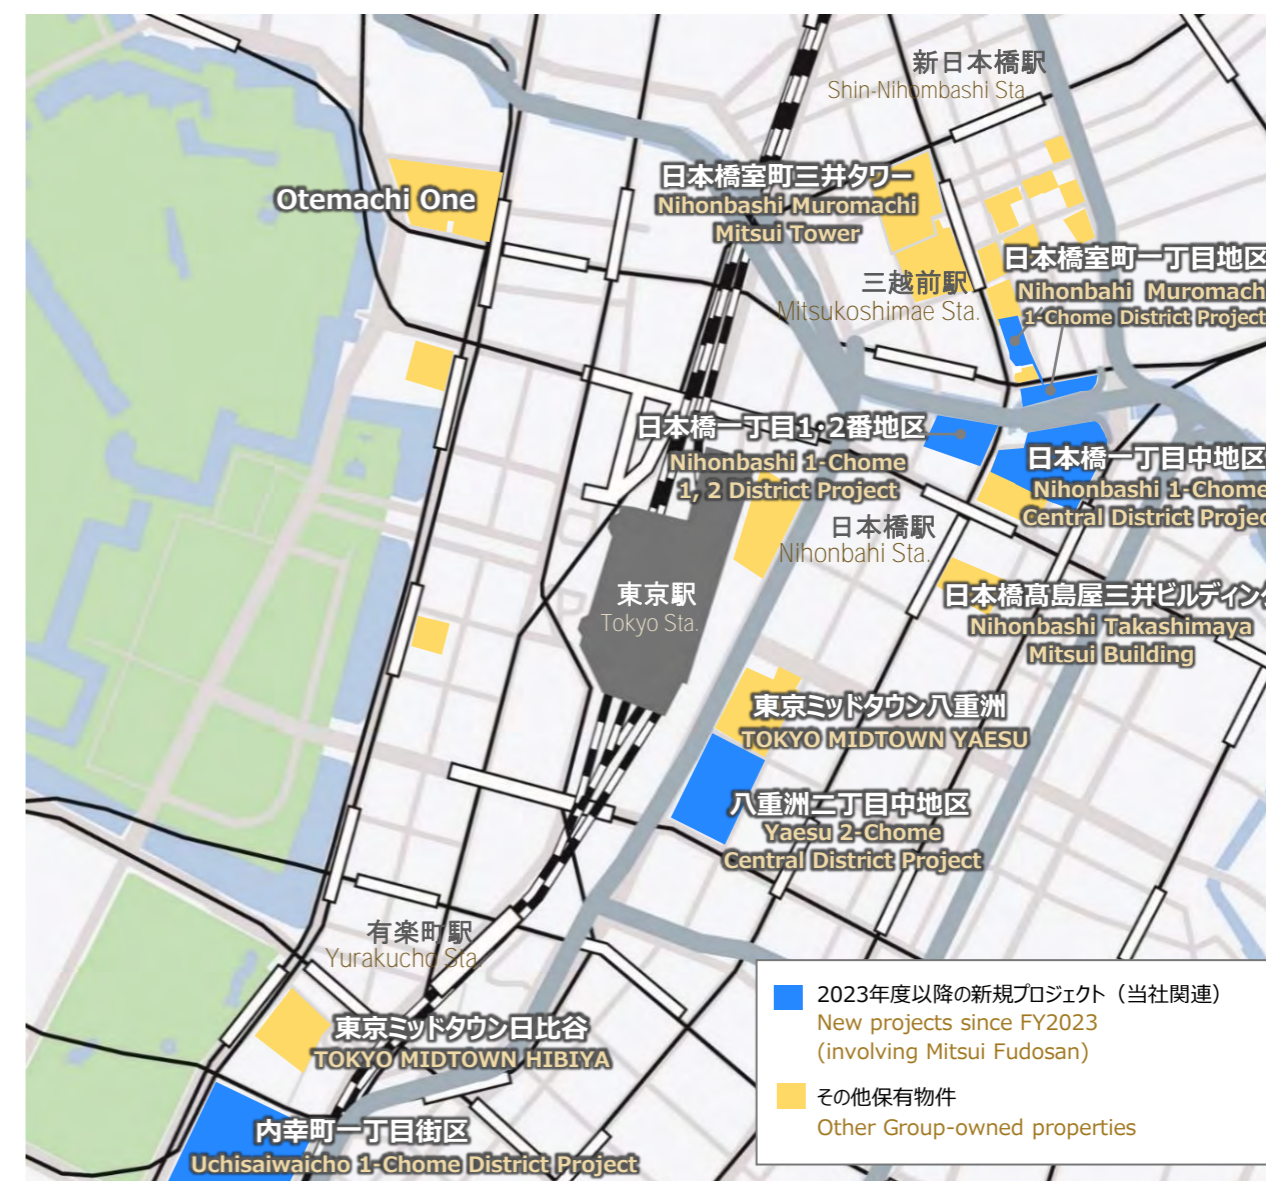 新日本橋駅
Shin-Nihombashi Sta.
日本橋室町三井タワー
Nihonbashi Muromachi
Mitsui Tower
Otemachi One
日本橋室町一丁目地区
Nihonbahi Muromach
1-Chome District Project
三越前駅
Mitsukoshimae Sta.
日本橋一丁目1・2番地区
Nihonbashi 1-Chome
1, 2 District Project
日本橋一丁目中地区
Nihonbashi 1-Chome
Central District Projec
日本橋駅
Nihonbahi Sta.
東京駅
Tokyo Sta.
日本橋髙島屋三井ビルディング
Nihonbashi Takashimaya
Mitsui Building
東京ミッドタウン八重洲
TOKYO MIDTOWN YAESU
八重洲二丁目中地区
Yaesu 2-Chome
Central District Project
有楽町駅
Yurakucho Sta.
東京ミッドタウン日比谷
TOKYO MIDTOWN HIBIYA
内幸町一丁目街区
Uchisaiwaicho 1-Chome District Project
2023年度以降の新規プロジェクト（当社関連）
New projects since FY2023
(involving Mitsui Fudosan)
その他保有物件
Other Group-owned properties